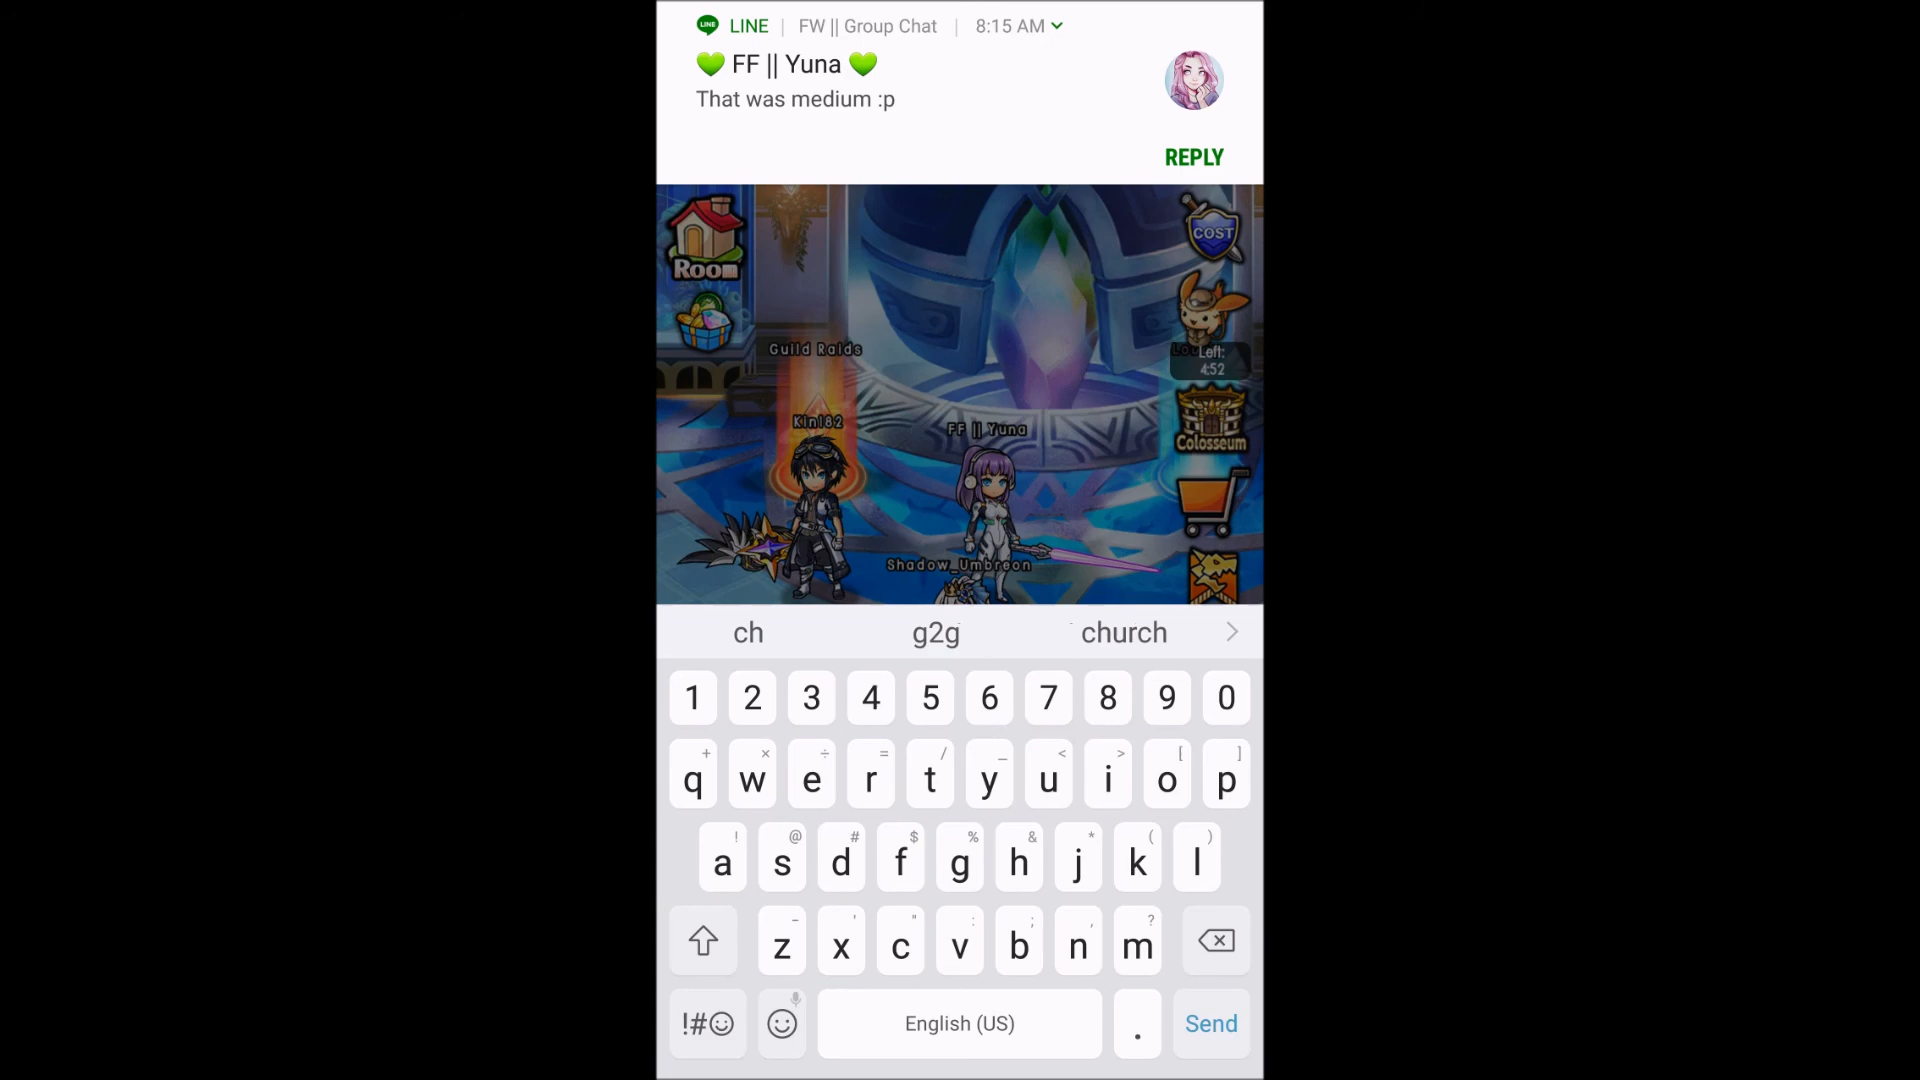 LINE | FW || Group Chat | 8:15 AM
💚 FF || Yuna 💚
That was medium :p
REPLY
Room
COST
Guild Raids
Left:
4:52
Kin182
FF || Yuna
Colosseum
Shadow_Umbreon
ch g2g church
1 2 3 4 5 6 7 8 9 0
+ × ÷ = / _ < > [ ]
q w e r t y u i o p
! @ # $ % & * ( )
a s d f g h j k l
- ' " : ; , ?
z x c v b n m
!#☺ English (US) . Send